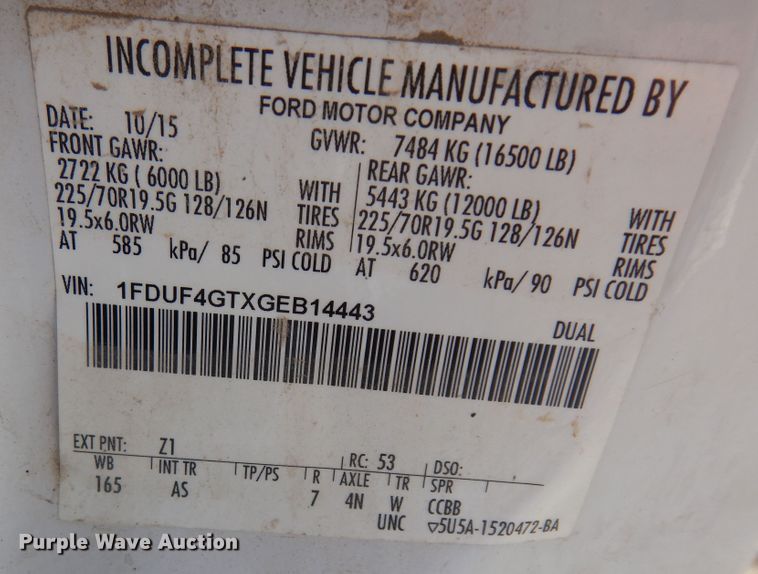 INCOMPLETE VEHICLE MANUFACTURED BY
FORD MOTOR COMPANY
DATE: 10/15 GVWR: 7484 KG (16500 LB)
FRONT GAWR:
2722 KG ( 6000 LB) WITH
225/70R19.5G 128/126N TIRES
19.5x6.0RW RIMS
AT 585 kPa/ 85 PSI COLD
REAR GAWR:
5443 KG (12000 LB) WITH
225/70R19.5G 128/126N TIRES
19.5x6.0RW RIMS
AT 620 kPa/ 90 PSI COLD
VIN: 1FDUF4GTXGEB14443
DUAL
EXT PNT: Z1 RC: 53 DSO:
WB INT TR TP/PS R AXLE TR SPR
165 AS 7 4N W CCBB
UNC ▽5U5A-1520472-BA
Purple Wave Auction